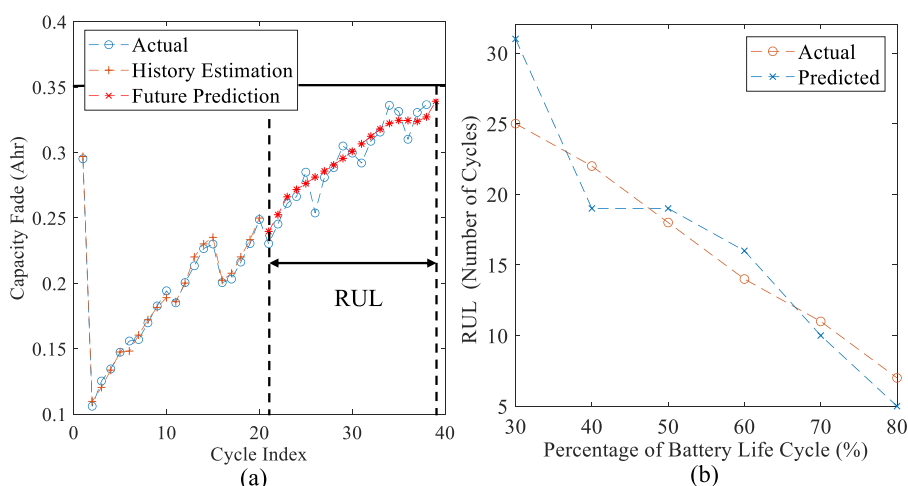 0.4
0.35
0.3
0.25
0.2
0.15
0.1
Capacity Fade (Ahr)
Actual
History Estimation
Future Prediction
RUL
0
10
20
30
40
Cycle Index
(a)
30
25
20
15
10
5
RUL (Number of Cycles)
Actual
Predicted
30
40
50
60
70
80
Percentage of Battery Life Cycle (%)
(b)